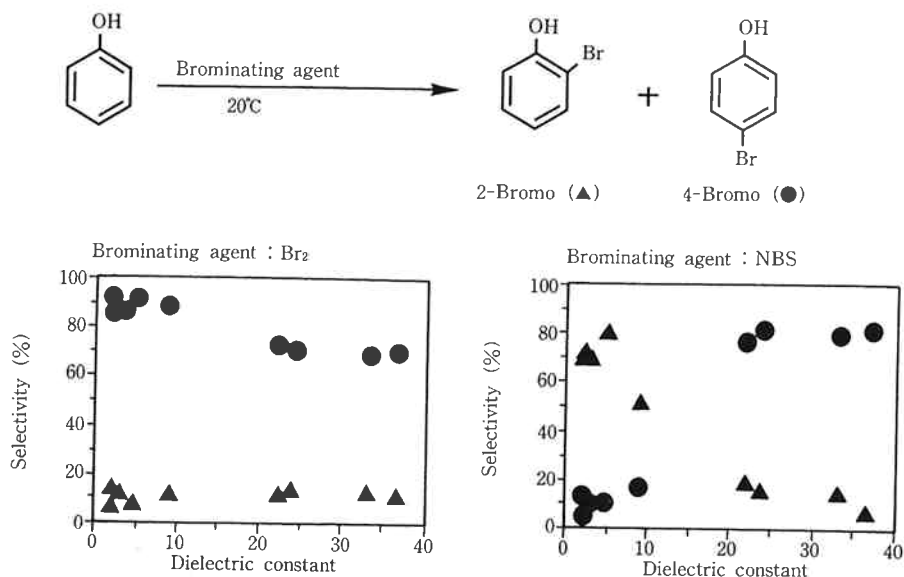 OH
Brominating agent
20℃
OH
Br
+
OH
Br
2-Bromo (▲)
4-Bromo (●)
Brominating agent : Br₂
Selectivity (%)
100
80
60
40
20
0
0 10 20 30 40
Dielectric constant
Brominating agent : NBS
Selectivity (%)
100
80
60
40
20
0
0 10 20 30 40
Dielectric constant